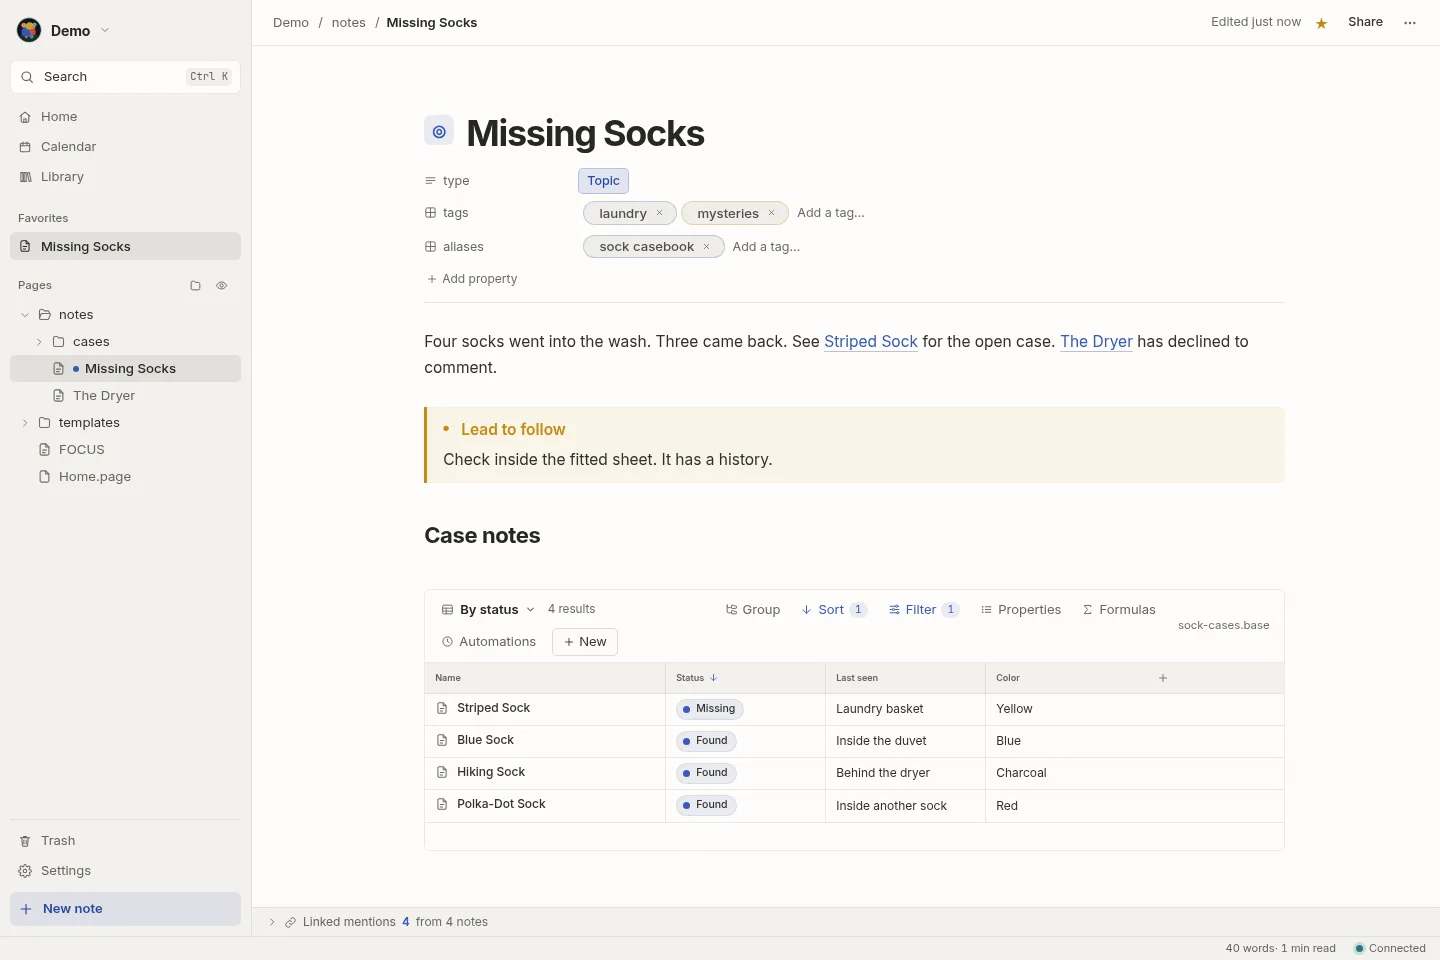 Demo
Search Ctrl K
Home
Calendar
Library
Favorites
Missing Socks
Pages
notes
cases
Missing Socks
The Dryer
templates
FOCUS
Home.page
Trash
Settings
New note
Demo / notes / Missing Socks
Edited just now Share
Missing Socks
type Topic
tags laundry × mysteries × Add a tag...
aliases sock casebook × Add a tag...
+ Add property
Four socks went into the wash. Three came back. See Striped Sock for the open case. The Dryer has declined to
comment.
• Lead to follow
Check inside the fitted sheet. It has a history.
Case notes
By status 4 results Group Sort 1 Filter 1 Properties Formulas
sock-cases.base
Automations + New
Name Status Last seen Color +
Striped Sock Missing Laundry basket Yellow
Blue Sock Found Inside the duvet Blue
Hiking Sock Found Behind the dryer Charcoal
Polka-Dot Sock Found Inside another sock Red
Linked mentions 4 from 4 notes
40 words· 1 min read Connected